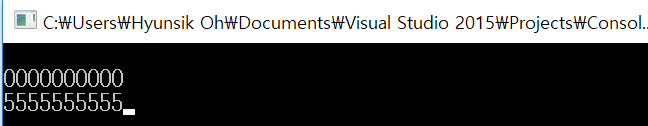 C:₩Users₩Hyunsik Oh₩Documents₩Visual Studio 2015₩Projects₩Consol...
0000000000
5555555555